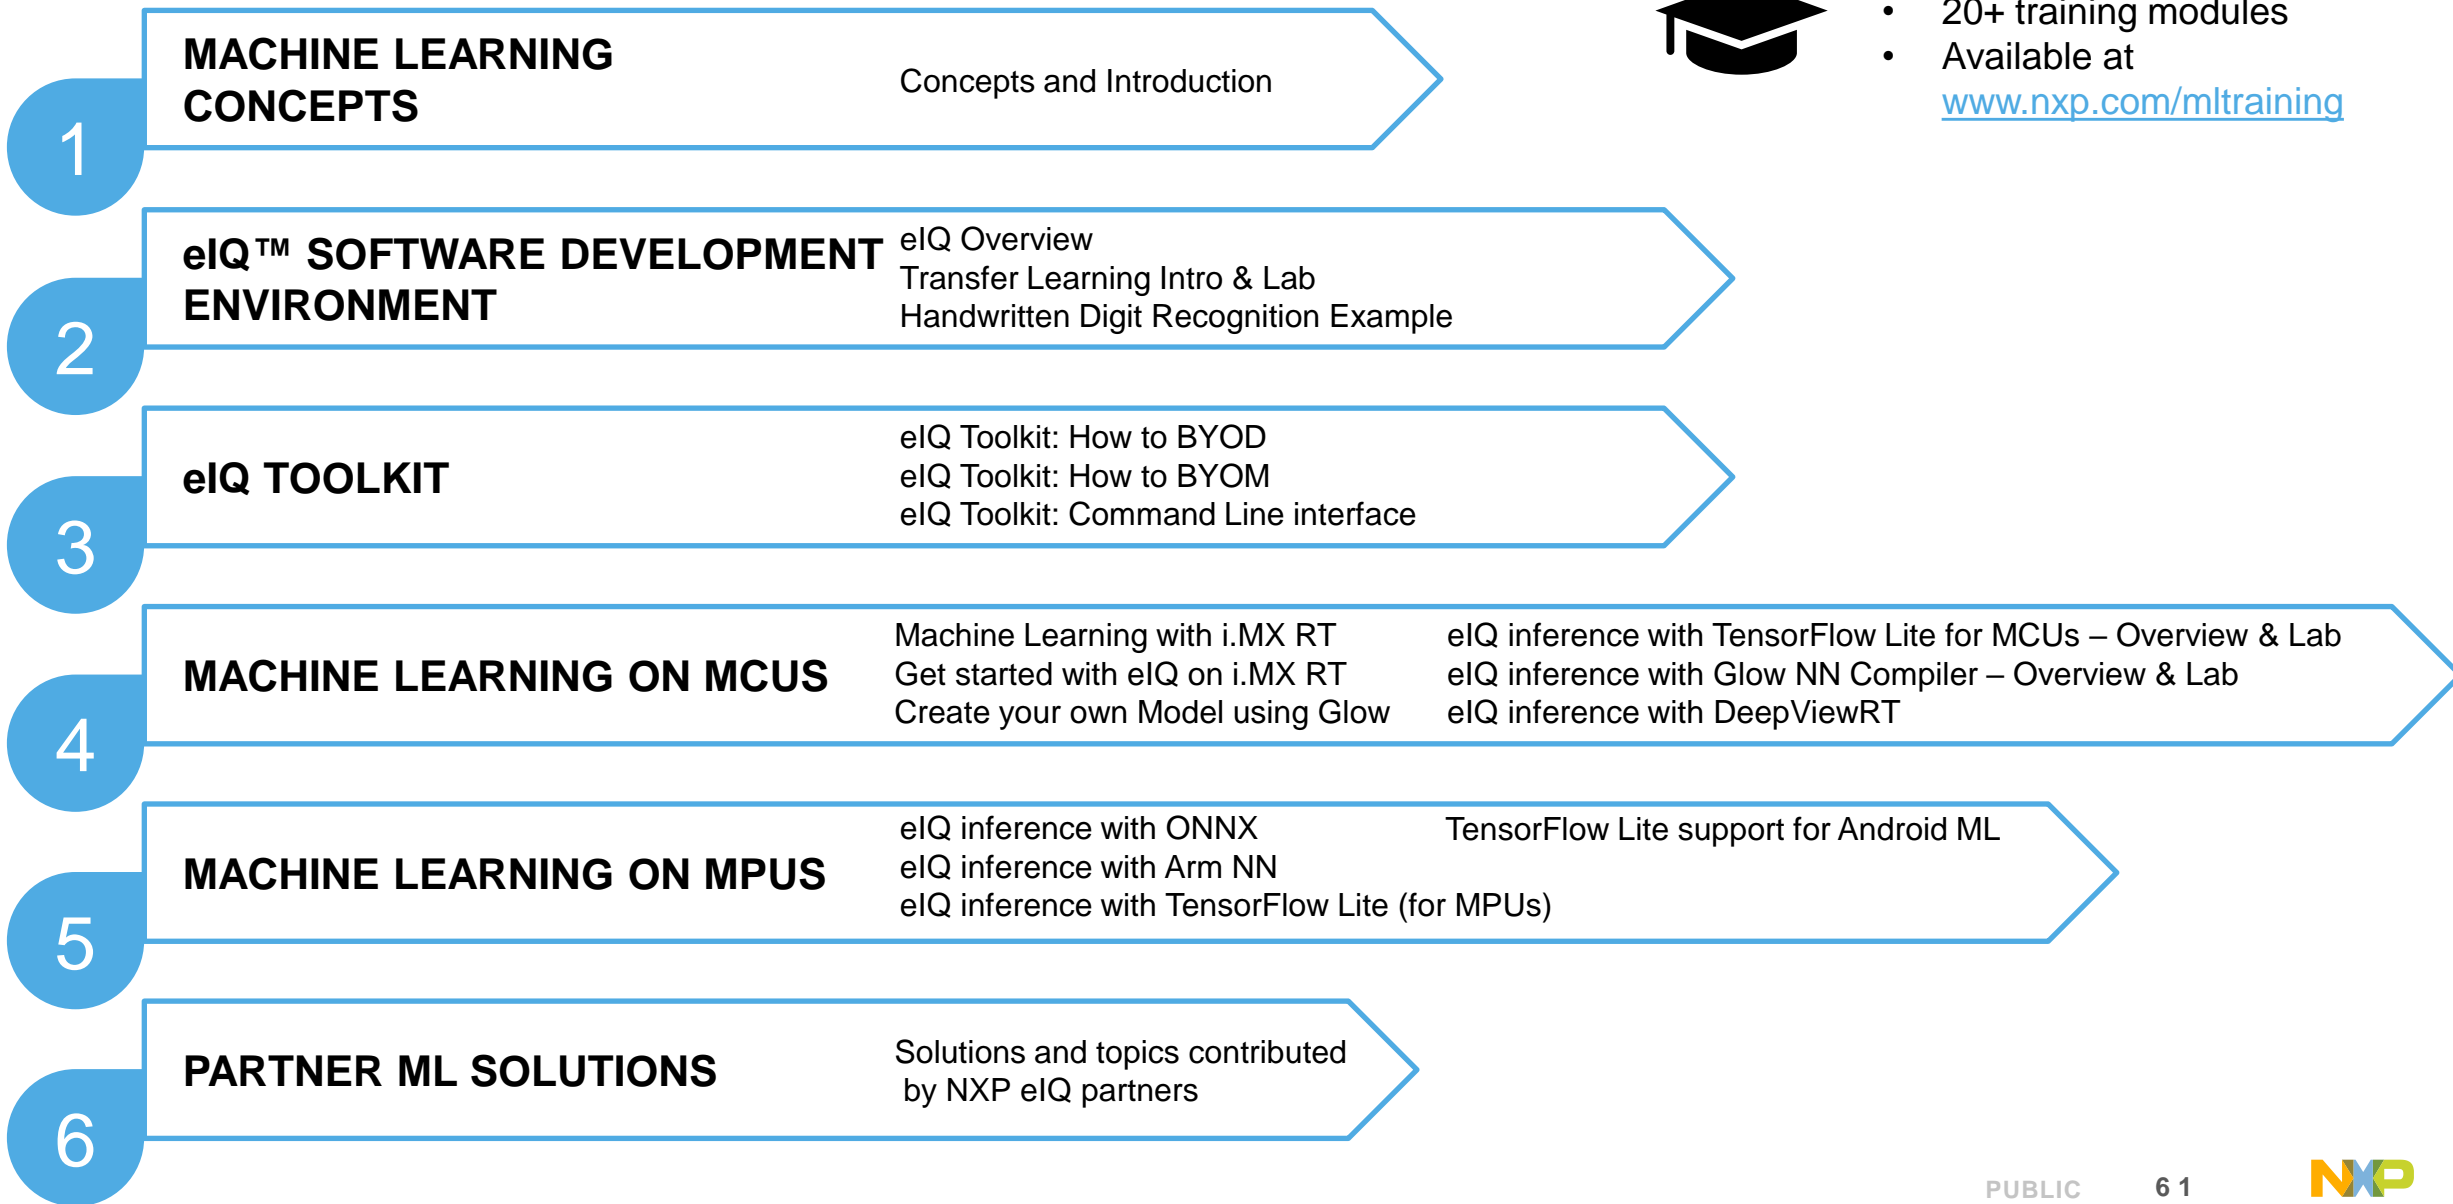 • 20+ training modules
• Available at
www.nxp.com/mltraining
1
MACHINE LEARNING
CONCEPTS
Concepts and Introduction
2
eIQ™ SOFTWARE DEVELOPMENT
ENVIRONMENT
eIQ Overview
Transfer Learning Intro & Lab
Handwritten Digit Recognition Example
3
eIQ TOOLKIT
eIQ Toolkit: How to BYOD
eIQ Toolkit: How to BYOM
eIQ Toolkit: Command Line interface
4
MACHINE LEARNING ON MCUS
Machine Learning with i.MX RT
Get started with eIQ on i.MX RT
Create your own Model using Glow
eIQ inference with TensorFlow Lite for MCUs – Overview & Lab
eIQ inference with Glow NN Compiler – Overview & Lab
eIQ inference with DeepViewRT
5
MACHINE LEARNING ON MPUS
eIQ inference with ONNX
eIQ inference with Arm NN
eIQ inference with TensorFlow Lite (for MPUs)
TensorFlow Lite support for Android ML
6
PARTNER ML SOLUTIONS
Solutions and topics contributed
by NXP eIQ partners
PUBLIC
61
NXP